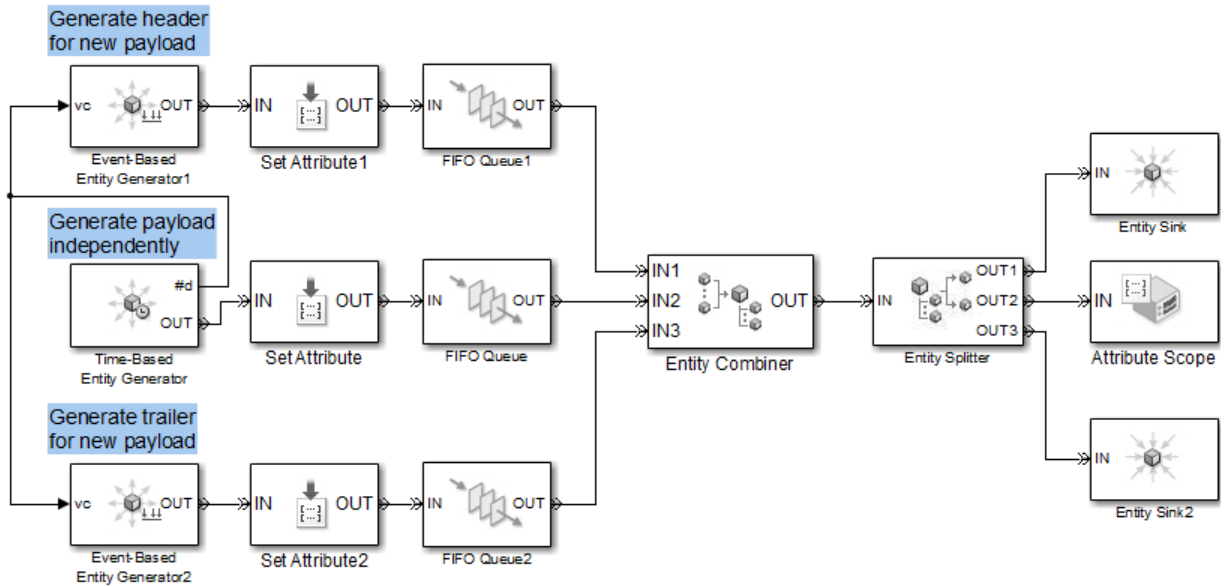 Generate header
for new payload
vc
OUT
Event-Based
Entity Generator1
IN
OUT
Set Attribute1
IN
OUT
FIFO Queue1
Generate payload
independently
#d
OUT
Time-Based
Entity Generator
IN
OUT
Set Attribute
IN
OUT
FIFO Queue
Generate trailer
for new payload
vc
OUT
Event-Based
Entity Generator2
IN
OUT
Set Attribute2
IN
OUT
FIFO Queue2
IN1
IN2
IN3
OUT
Entity Combiner
IN
OUT1
OUT2
OUT3
Entity Splitter
IN
Entity Sink
IN
Attribute Scope
IN
Entity Sink2